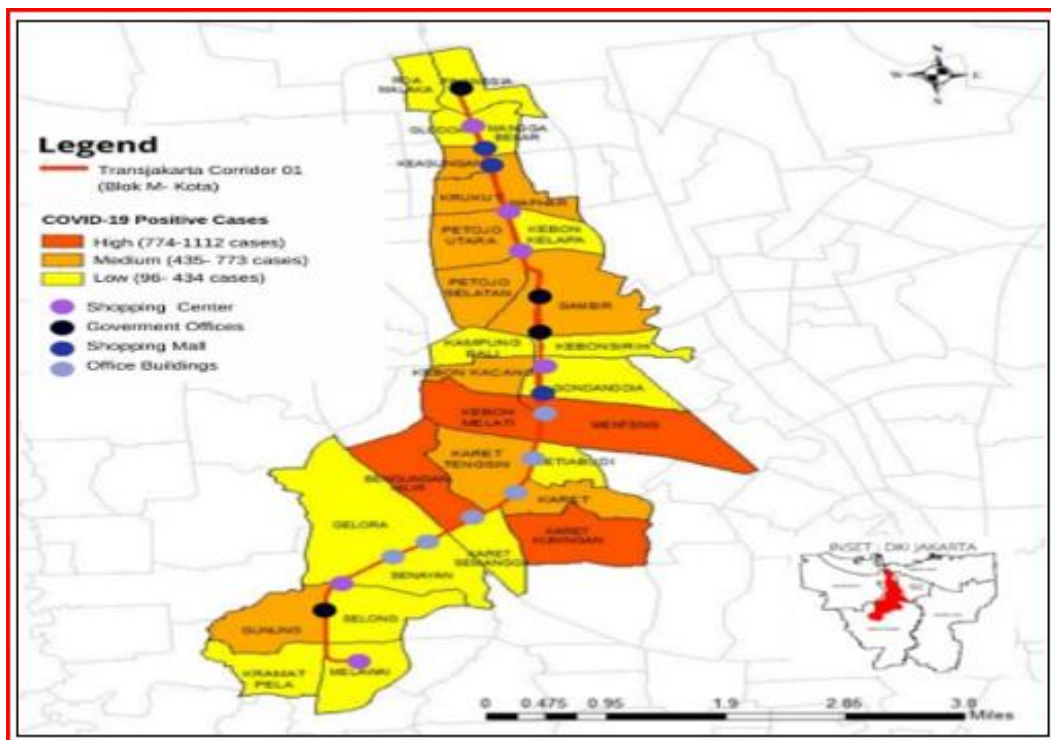 N
W E
S
ROA MALAKA
GLODOK
MANGGA BESAR
KEAGUNGAN
KRUKUT
MAPHAR
PETOJO UTARA
KEBON KELAPA
PETOJO SELATAN
GAMBIR
KAMPUNG BALI
KEBON SIRIH
KEBON KACANG
GONDANGDIA
KEBON MELATI
MENTENG
KARET TENGSIN
SETIABUDI
KARET
GELORA
KARET KUNINGAN
KARET SEMANGGI
SENAYAN
GUNUNG
SELONG
KRAMAT PELA
MELAWAI
Legend
Transjakarta Corridor 01
(Blok M- Kota)
COVID-19 Positive Cases
High (774-1112 cases)
Medium (435- 773 cases)
Low (96- 434 cases)
Shopping Center
Goverment Offices
Shopping Mall
Office Buildings
INSET : DKI JAKARTA
0 0.475 0.95 1.9 2.85 3.8
Miles